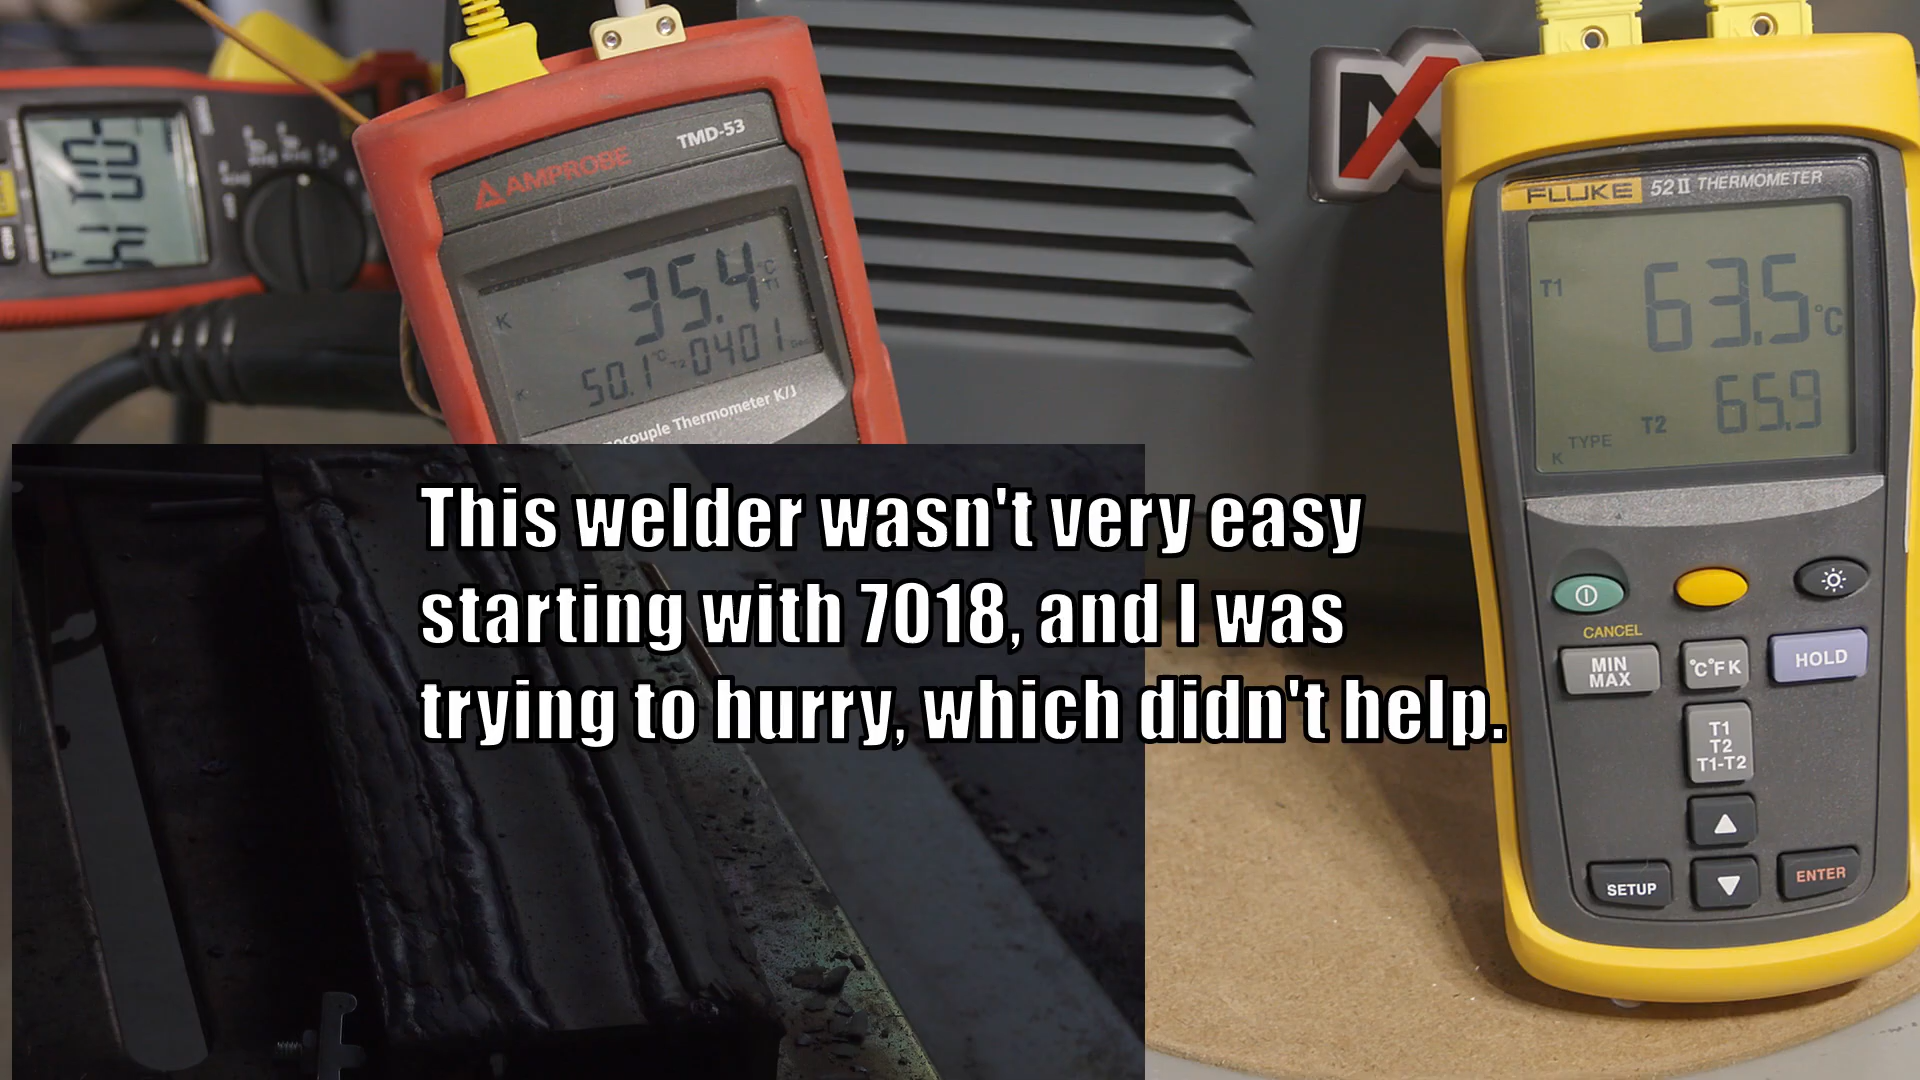 TMD-53
AMPROBE
K
35.4 °C T1
K
50.1 °C T2 0401
ocouple Thermometer K/J
FLUKE 52 II THERMOMETER
T1
63.5 °C
T2 65.9
TYPE
K
This welder wasn't very easy
starting with 7018, and I was
trying to hurry, which didn't help.
CANCEL
MIN
MAX
°C°F K
HOLD
T1
T2
T1-T2
SETUP
ENTER